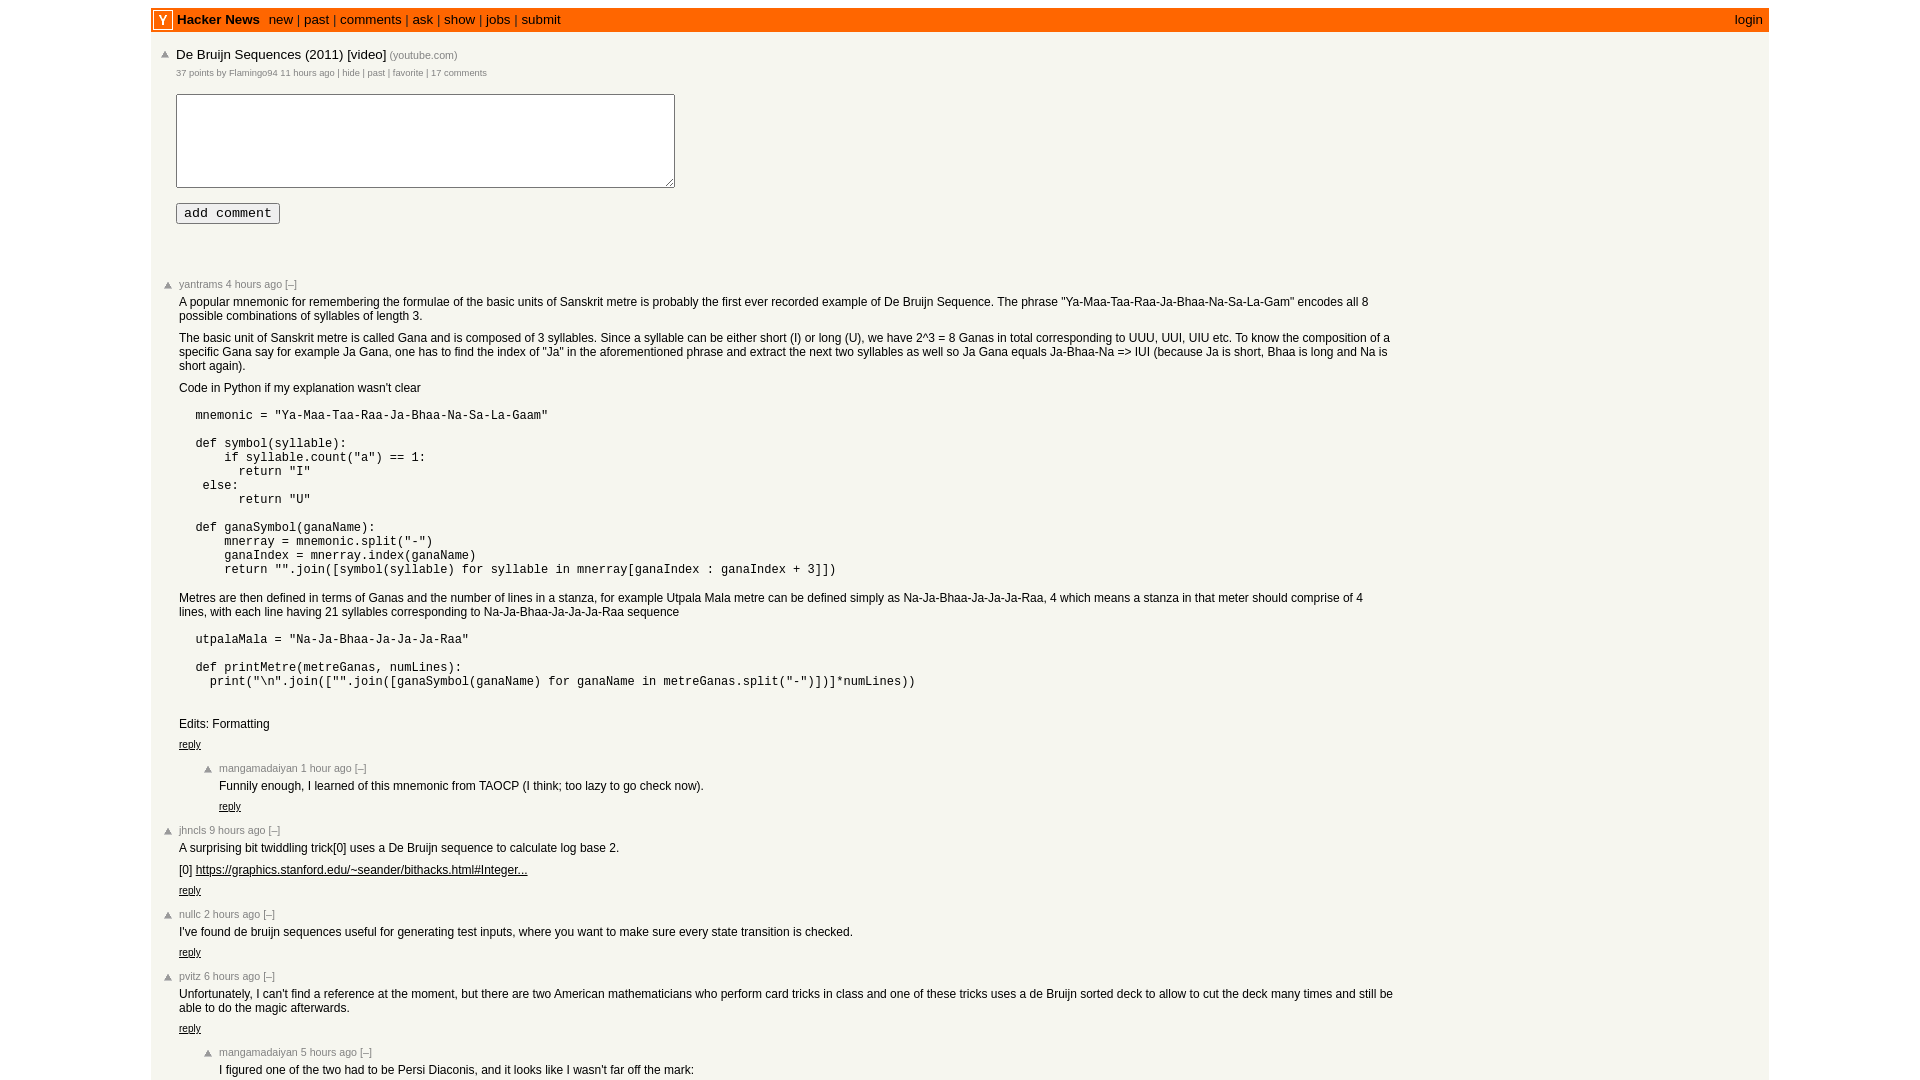 Y Hacker News new | past | comments | ask | show | jobs | submit login
De Bruijn Sequences (2011) [video] (youtube.com)
37 points by Flamingo94 11 hours ago | hide | past | favorite | 17 comments
add comment
yantrams 4 hours ago [–]
A popular mnemonic for remembering the formulae of the basic units of Sanskrit metre is probably the first ever recorded example of De Bruijn Sequence. The phrase "Ya-Maa-Taa-Raa-Ja-Bhaa-Na-Sa-La-Gam" encodes all 8
possible combinations of syllables of length 3.
The basic unit of Sanskrit metre is called Gana and is composed of 3 syllables. Since a syllable can be either short (I) or long (U), we have 2^3 = 8 Ganas in total corresponding to UUU, UUI, UIU etc. To know the composition of a
specific Gana say for example Ja Gana, one has to find the index of "Ja" in the aforementioned phrase and extract the next two syllables as well so Ja Gana equals Ja-Bhaa-Na => IUI (because Ja is short, Bhaa is long and Na is
short again).
Code in Python if my explanation wasn't clear
mnemonic = "Ya-Maa-Taa-Raa-Ja-Bhaa-Na-Sa-La-Gaam"
def symbol(syllable):
if syllable.count("a") == 1:
return "I"
else:
return "U"
def ganaSymbol(ganaName):
mnerray = mnemonic.split("-")
ganaIndex = mnerray.index(ganaName)
return "".join([symbol(syllable) for syllable in mnerray[ganaIndex : ganaIndex + 3]])
Metres are then defined in terms of Ganas and the number of lines in a stanza, for example Utpala Mala metre can be defined simply as Na-Ja-Bhaa-Ja-Ja-Ja-Raa, 4 which means a stanza in that meter should comprise of 4
lines, with each line having 21 syllables corresponding to Na-Ja-Bhaa-Ja-Ja-Ja-Raa sequence
utpalaMala = "Na-Ja-Bhaa-Ja-Ja-Ja-Raa"
def printMetre(metreGanas, numLines):
print("\n".join(["".join([ganaSymbol(ganaName) for ganaName in metreGanas.split("-")])]*numLines))
Edits: Formatting
reply
mangamadaiyan 1 hour ago [–]
Funnily enough, I learned of this mnemonic from TAOCP (I think; too lazy to go check now).
reply
jhncls 9 hours ago [–]
A surprising bit twiddling trick[0] uses a De Bruijn sequence to calculate log base 2.
[0] https://graphics.stanford.edu/~seander/bithacks.html#Integer...
reply
nullc 2 hours ago [–]
I've found de bruijn sequences useful for generating test inputs, where you want to make sure every state transition is checked.
reply
pvitz 6 hours ago [–]
Unfortunately, I can't find a reference at the moment, but there are two American mathematicians who perform card tricks in class and one of these tricks uses a de Bruijn sorted deck to allow to cut the deck many times and still be
able to do the magic afterwards.
reply
mangamadaiyan 5 hours ago [–]
I figured one of the two had to be Persi Diaconis, and it looks like I wasn't far off the mark: